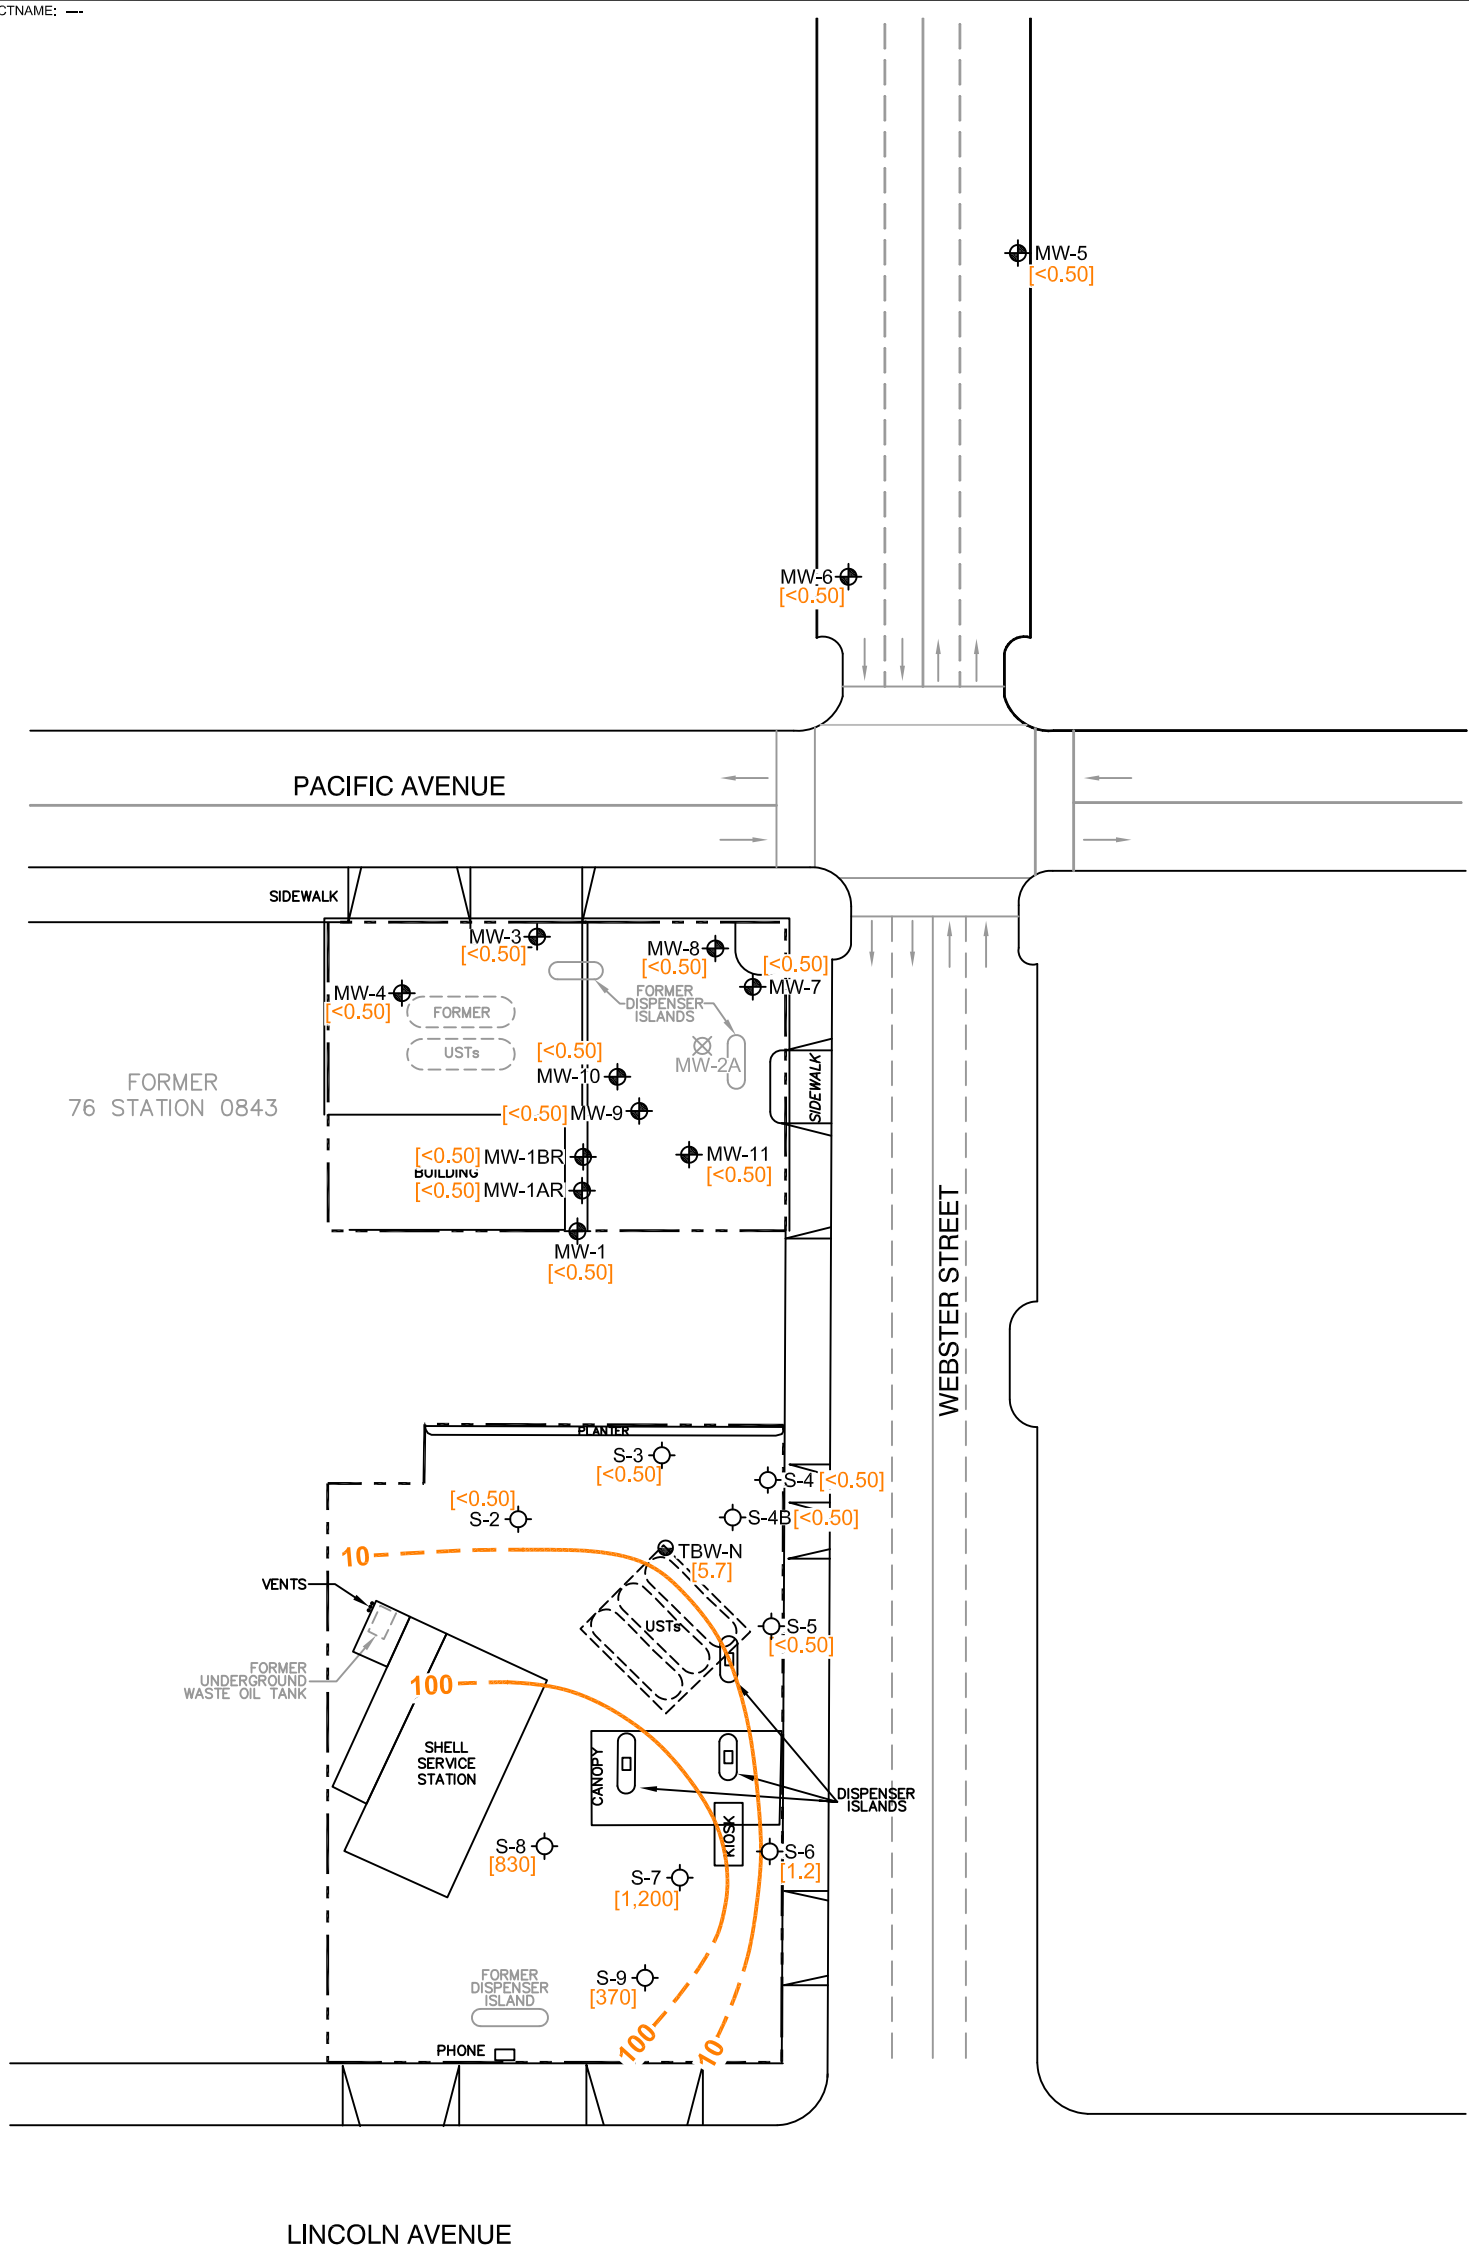 CTNAME: ---
MW-5
[<0.50]
MW-6
[<0.50]
PACIFIC AVENUE
SIDEWALK
MW-3
[<0.50]
MW-8
[<0.50]
[<0.50]
MW-7
MW-4
[<0.50]
FORMER
DISPENSER
ISLANDS
FORMER
USTs
[<0.50]
MW-10
MW-2A
SIDEWALK
FORMER
76 STATION 0843
[<0.50] MW-9
[<0.50] MW-1BR
BUILDING
[<0.50] MW-1AR
MW-11
[<0.50]
MW-1
[<0.50]
WEBSTER STREET
PLANTER
S-3
[<0.50]
S-4 [<0.50]
[<0.50]
S-2
S-4B [<0.50]
10
TBW-N
[5.7]
VENTS
USTs
S-5
[<0.50]
FORMER
UNDERGROUND
WASTE OIL TANK
100
SHELL
SERVICE
STATION
CANOPY
DISPENSER
ISLANDS
KIOSK
S-8
[830]
S-6
[1.2]
S-7
[1,200]
FORMER
DISPENSER
ISLAND
S-9
[370]
100
10
PHONE
LINCOLN AVENUE